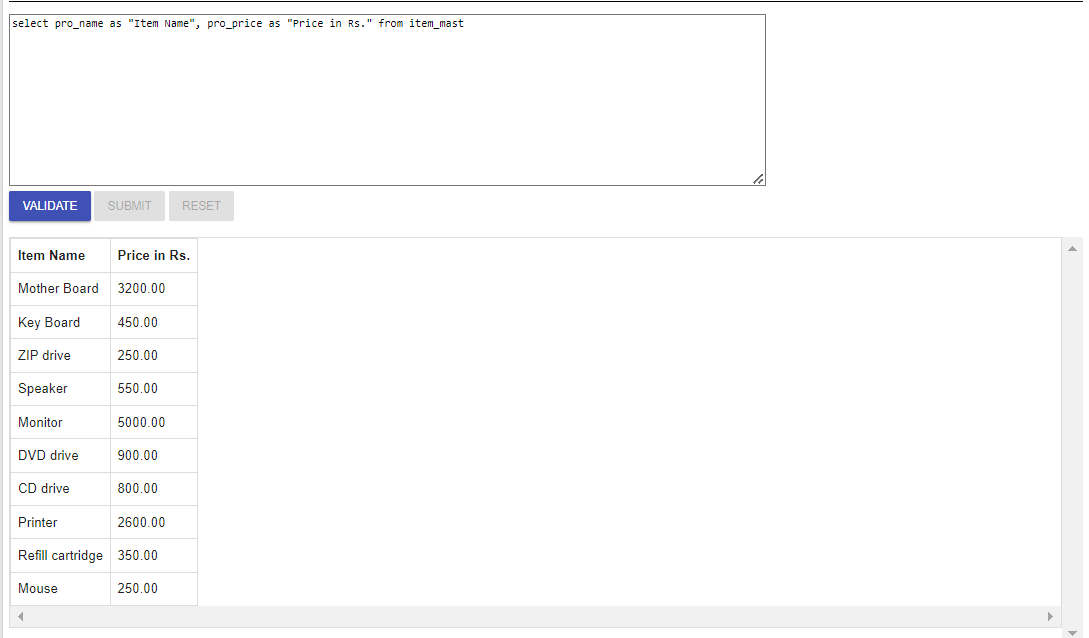 select pro_name as "Item Name", pro_price as "Price in Rs." from item_mast
VALIDATE SUBMIT RESET
Item Name Price in Rs.
Mother Board 3200.00
Key Board 450.00
ZIP drive 250.00
Speaker 550.00
Monitor 5000.00
DVD drive 900.00
CD drive 800.00
Printer 2600.00
Refill cartridge 350.00
Mouse 250.00